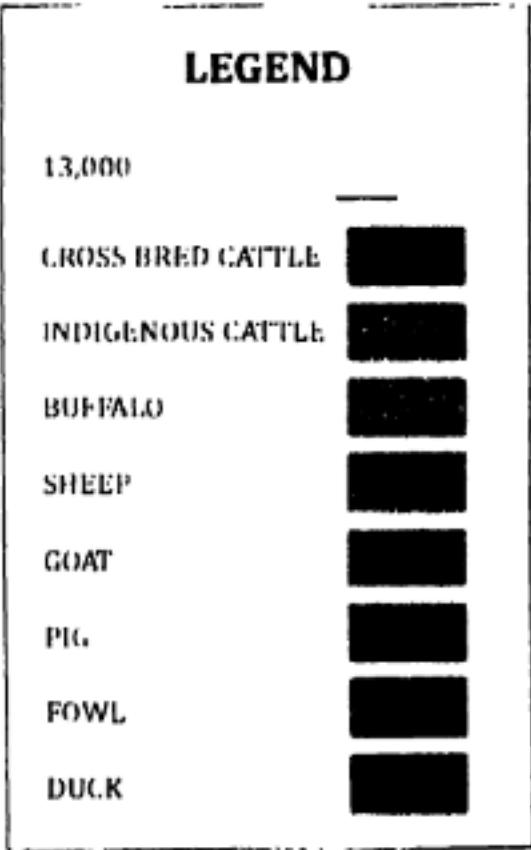 LEGEND
13,000
CROSS BRED CATTLE
INDIGENOUS CATTLE
BUFFALO
SHEEP
GOAT
PIG
FOWL
DUCK